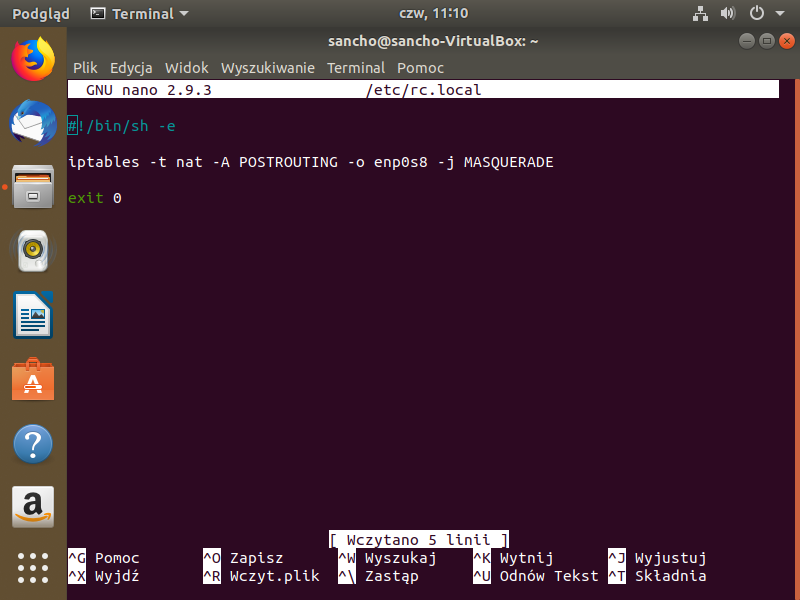 Podgląd Terminal czw, 11:10
sancho@sancho-VirtualBox: ~
Plik Edycja Widok Wyszukiwanie Terminal Pomoc
GNU nano 2.9.3 /etc/rc.local
#!/bin/sh -e
iptables -t nat -A POSTROUTING -o enp0s8 -j MASQUERADE
exit 0
[ Wczytano 5 linii ]
^G Pomoc ^O Zapisz ^W Wyszukaj ^K Wytnij ^J Wyjustuj
^X Wyjdź ^R Wczyt.plik ^\ Zastąp ^U Odnów Tekst ^T Składnia